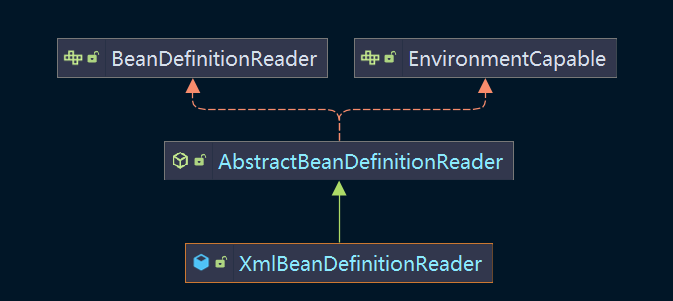 BeanDefinitionReader
EnvironmentCapable
AbstractBeanDefinitionReader
XmlBeanDefinitionReader